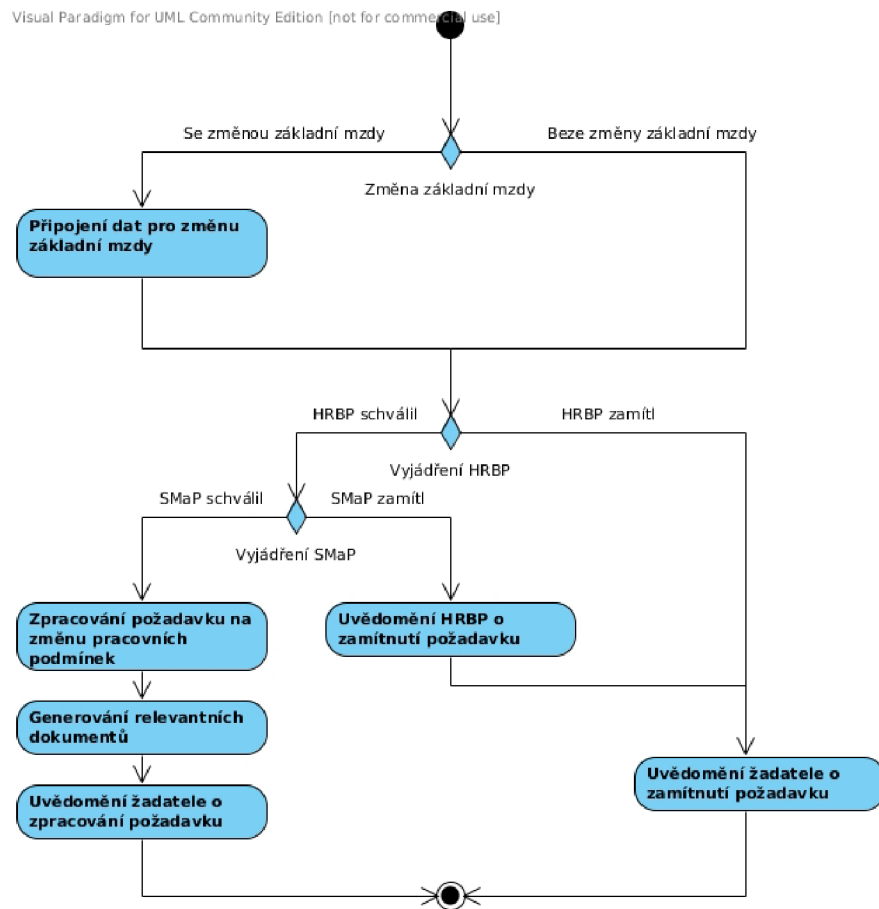 Visual Paradigm for UML Community Edition [not for commercial use]
Se změnou základní mzdy
Beze změny základní mzdy
Změna základní mzdy
Připojení dat pro změnu
základní mzdy
HRBP schválil
HRBP zamítl
Vyjádření HRBP
SMaP schválil
SMaP zamítl
Vyjádření SMaP
Zpracování požadavku na
změnu pracovních
podmínek
Uvědomění HRBP o
zamítnutí požadavku
Generování relevantních
dokumentů
Uvědomění žadatele o
zamítnutí požadavku
Uvědomění žadatele o
zpracování požadavku